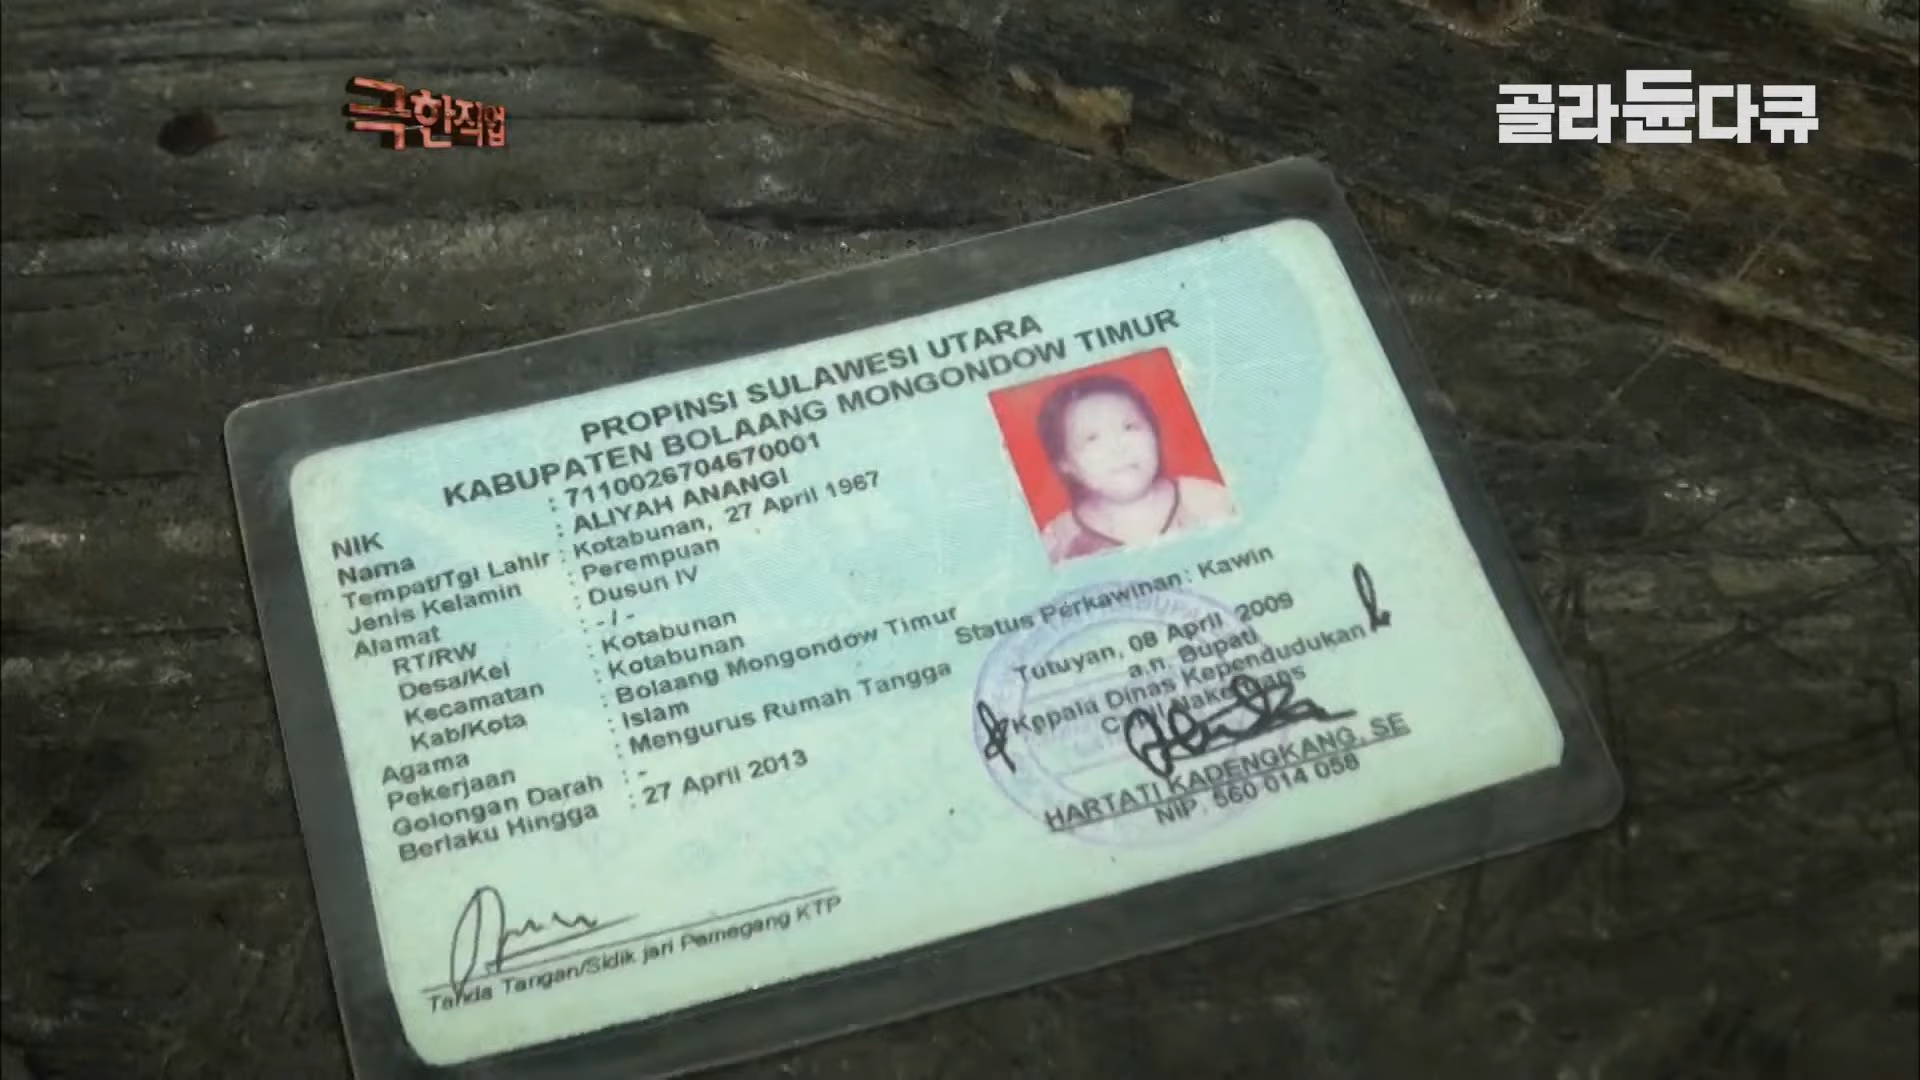 극한직업
골라듄다큐
PROPINSI SULAWESI UTARA
KABUPATEN BOLAANG MONGONDOW TIMUR
NIK : 7110026704670001
Nama : ALIYAH ANANGI
Tempat/Tgl Lahir : Kotabunan, 27 April 1967
Jenis Kelamin : Perempuan
Alamat : Dusun IV
RT/RW : - / -
Desa/Kel : Kotabunan
Kecamatan : Kotabunan
Kab/Kota : Bolaang Mongondow Timur
Agama : Islam Status Perkawinan : Kawin
Pekerjaan : Mengurus Rumah Tangga
Golongan Darah : -
Berlaku Hingga : 27 April 2013
Tutuyan, 08 April 2009
a.n. Bupati
Kepala Dinas Kependudukan
HARTATI KADENGKANG, SE
NIP. 560 014 058
Tanda Tangan/Sidik jari Pemegang KTP